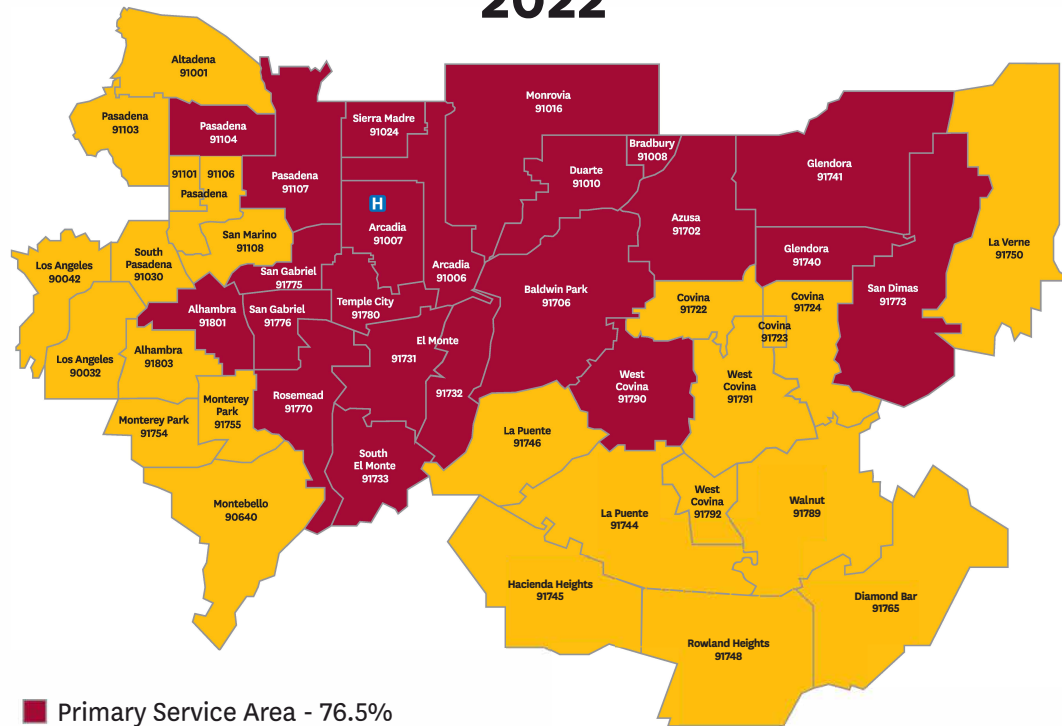 2022
Altadena
91001
Pasadena
91103
Pasadena
91104
Sierra Madre
91024
Monrovia
91016
Bradbury
91008
Duarte
91010
Glendora
91741
91101
91106
Pasadena
Pasadena
91107
H
Arcadia
91007
Azusa
91702
San Marino
91108
Glendora
91740
La Verne
91750
Los Angeles
90042
South
Pasadena
91030
San Gabriel
91775
Arcadia
91006
Baldwin Park
91706
San Dimas
91773
Alhambra
91801
San Gabriel
91776
Temple City
91780
Covina
91722
Covina
91724
Covina
91723
El Monte
91731
91732
Los Angeles
90032
Alhambra
91803
West
Covina
91790
West
Covina
91791
Rosemead
91770
Monterey
Park
91755
Monterey Park
91754
La Puente
91746
South
El Monte
91733
Montebello
90640
La Puente
91744
West
Covina
91792
Walnut
91789
Hacienda Heights
91745
Diamond Bar
91765
Rowland Heights
91748
Primary Service Area - 76.5%